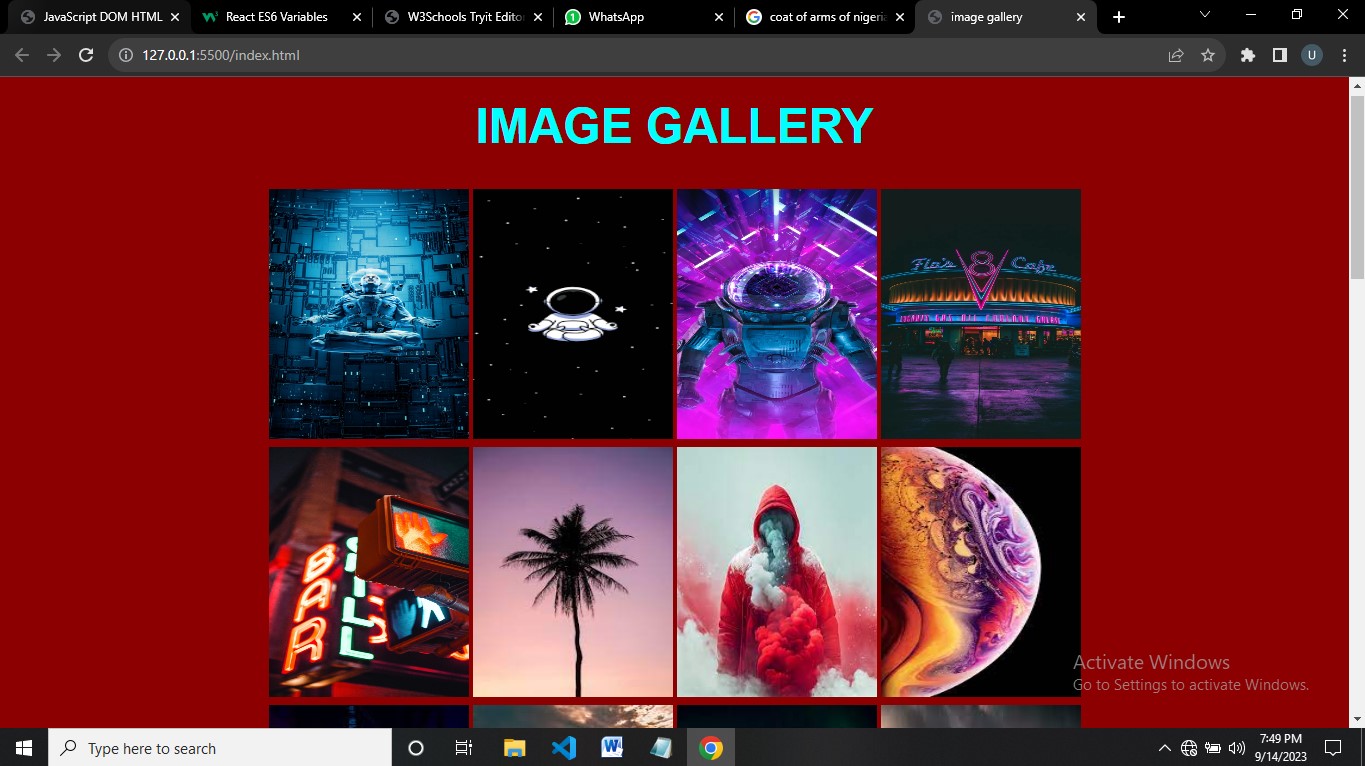 JavaScript DOM HTML
React ES6 Variables
W3Schools Tryit Editor
WhatsApp
coat of arms of nigeria
image gallery
127.0.0.1:5500/index.html
U
IMAGE GALLERY
Flo's V8 Cafe
BAR
Activate Windows
Go to Settings to activate Windows.
Type here to search
7:49 PM
9/14/2023